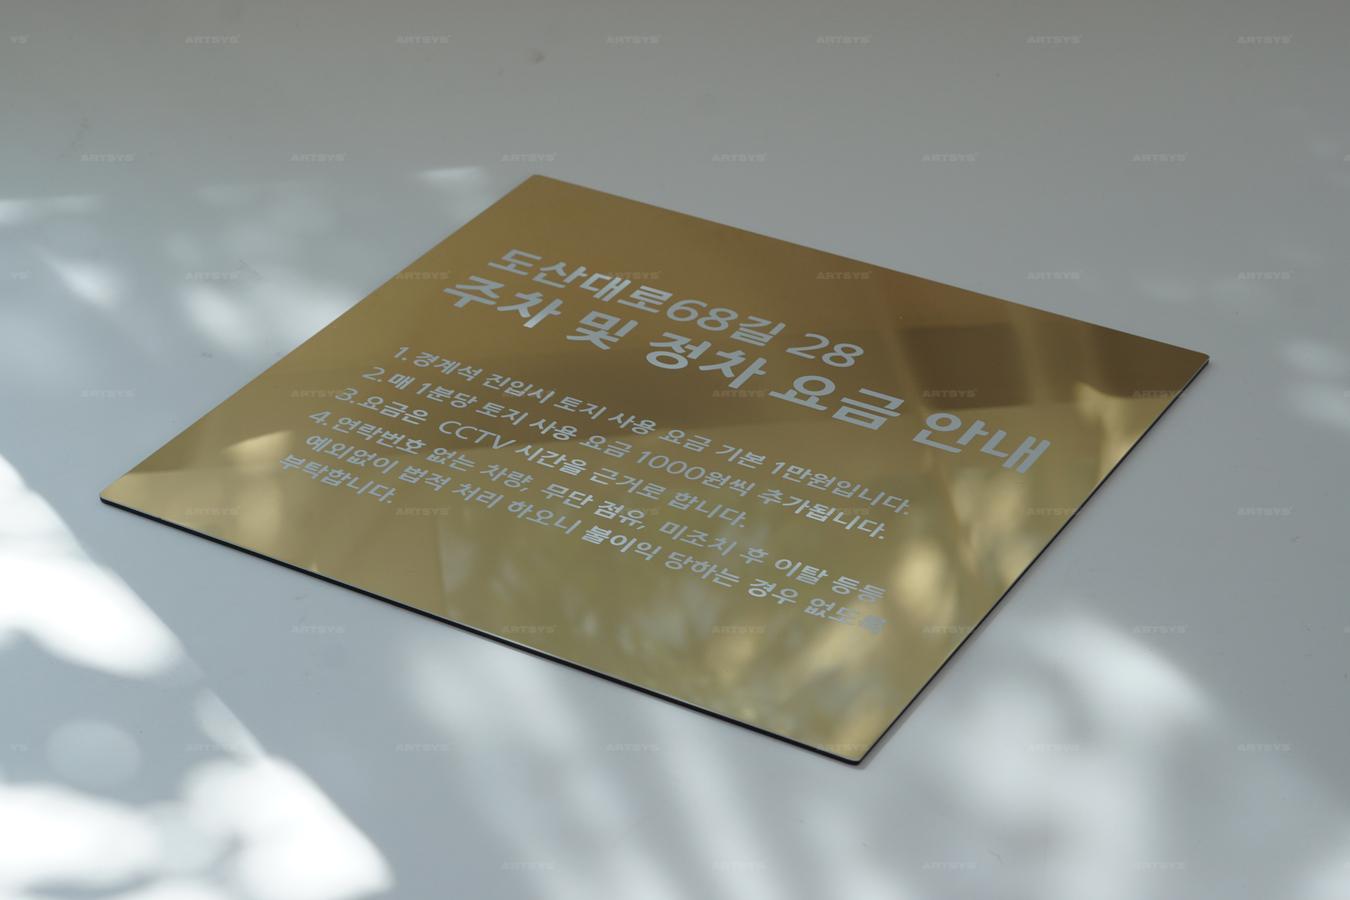 도산대로68길 28
주차 및 정차 요금 안내
1. 경계석 진입시 토지 사용 요금 기본 1만원입니다.
2. 매 1분당 토지 사용 요금 1000원씩 추가됩니다.
3. 요금은 CCTV 시간을 근거로 합니다.
4. 연락번호 없는 차량, 무단 점유, 미조치 후 이탈 등등
예외없이 법적 처리 하오니 불이익 당하는 경우 없도록
부탁합니다.
ARTSYS